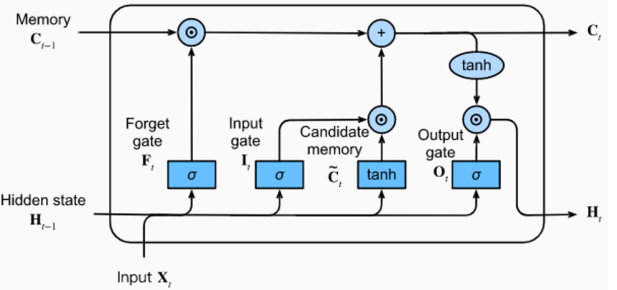 Memory
C_{t-1}
C_t
tanh
Forget
gate
F_t
Input
gate
I_t
Candidate
memory
C̃_t
Output
gate
O_t
σ
σ
tanh
σ
Hidden state
H_{t-1}
H_t
Input X_t